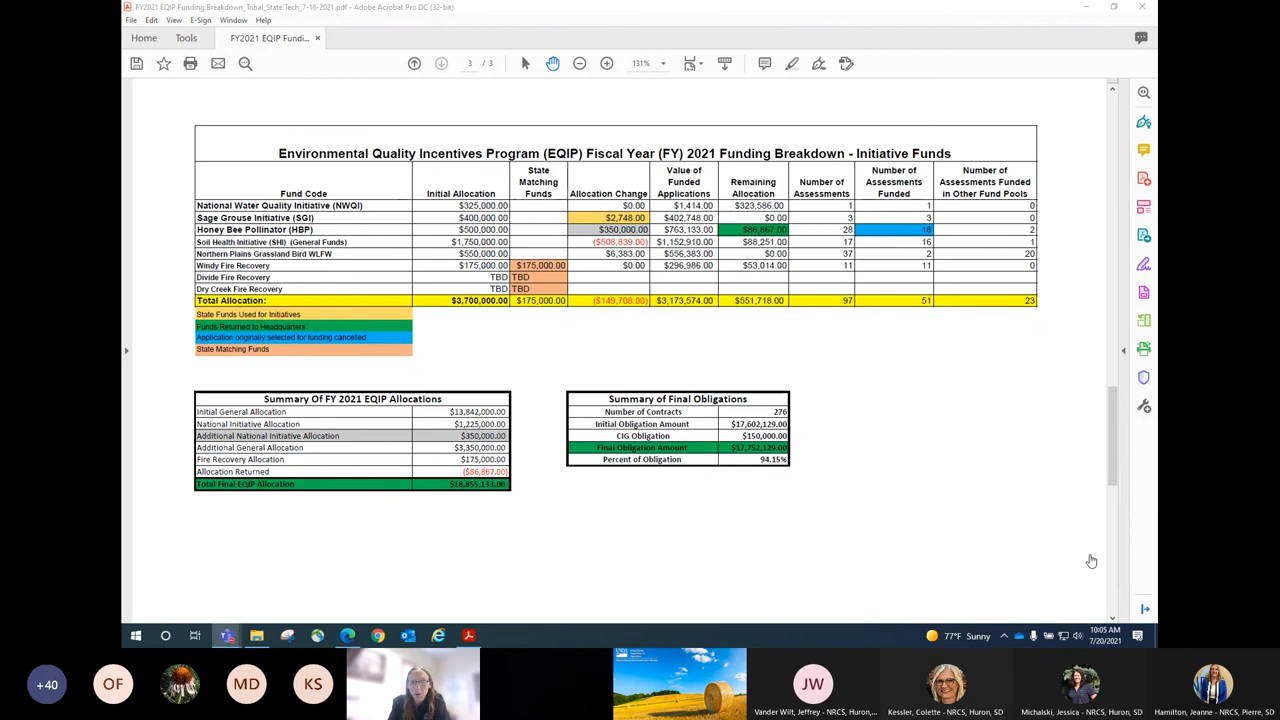 FY2021 EQIP Funding Breakdown_Tribal_State Tech_7-16-2021.pdf - Adobe Acrobat Pro DC (32-bit)
File Edit View E-Sign Window Help
Home Tools FY2021 EQIP Fundi... ×
3 / 3 131%
Environmental Quality Incentives Program (EQIP) Fiscal Year (FY) 2021 Funding Breakdown - Initiative Funds
Fund Code Initial Allocation State Matching Funds Allocation Change Value of Funded Applications Remaining Allocation Number of Assessments Number of Assessments Funded Number of Assessments Funded in Other Fund Pools
National Water Quality Initiative (NWQI) $325,000.00 $0.00 $1,414.00 $323,586.00 1 1 0
Sage Grouse Initiative (SGI) $400,000.00 $2,748.00 $402,748.00 $0.00 3 3 0
Honey Bee Pollinator (HBP) $500,000.00 $350,000.00 $763,133.00 $86,867.00 28 18 2
Soil Health Initiative (SHI) (General Funds) $1,750,000.00 ($508,839.00) $1,152,910.00 $88,251.00 17 16 1
Northern Plains Grassland Bird WLFW $550,000.00 $6,383.00 $556,383.00 $0.00 37 2 20
Windy Fire Recovery $175,000.00 $175,000.00 $0.00 $296,986.00 $53,014.00 11 11 0
Divide Fire Recovery TBD TBD
Dry Creek Fire Recovery TBD TBD
Total Allocation: $3,700,000.00 $175,000.00 ($149,708.00) $3,173,574.00 $551,718.00 97 51 23
State Funds Used for Initiatives
Funds Returned to Headquarters
Application originally selected for funding cancelled
State Matching Funds
Summary Of FY 2021 EQIP Allocations
Initial General Allocation $13,842,000.00
National Initiative Allocation $1,225,000.00
Additional National Initiative Allocation $350,000.00
Additional General Allocation $3,350,000.00
Fire Recovery Allocation $175,000.00
Allocation Returned ($86,867.00)
Total Final EQIP Allocation $18,855,133.00
Summary of Final Obligations
Number of Contracts 276
Initial Obligation Amount $17,602,129.00
CIG Obligation $150,000.00
Final Obligation Amount $17,752,129.00
Percent of Obligation 94.15%
77°F Sunny 10:05 AM
7/20/2021
+40 OF MD KS USDA JW
Vander Wilt, Jeffrey - NRCS, Huron,... Kessler, Colette - NRCS, Huron, SD Michalski, Jessica - NRCS, Huron, SD Hamilton, Jeanne - NRCS, Pierre, SD